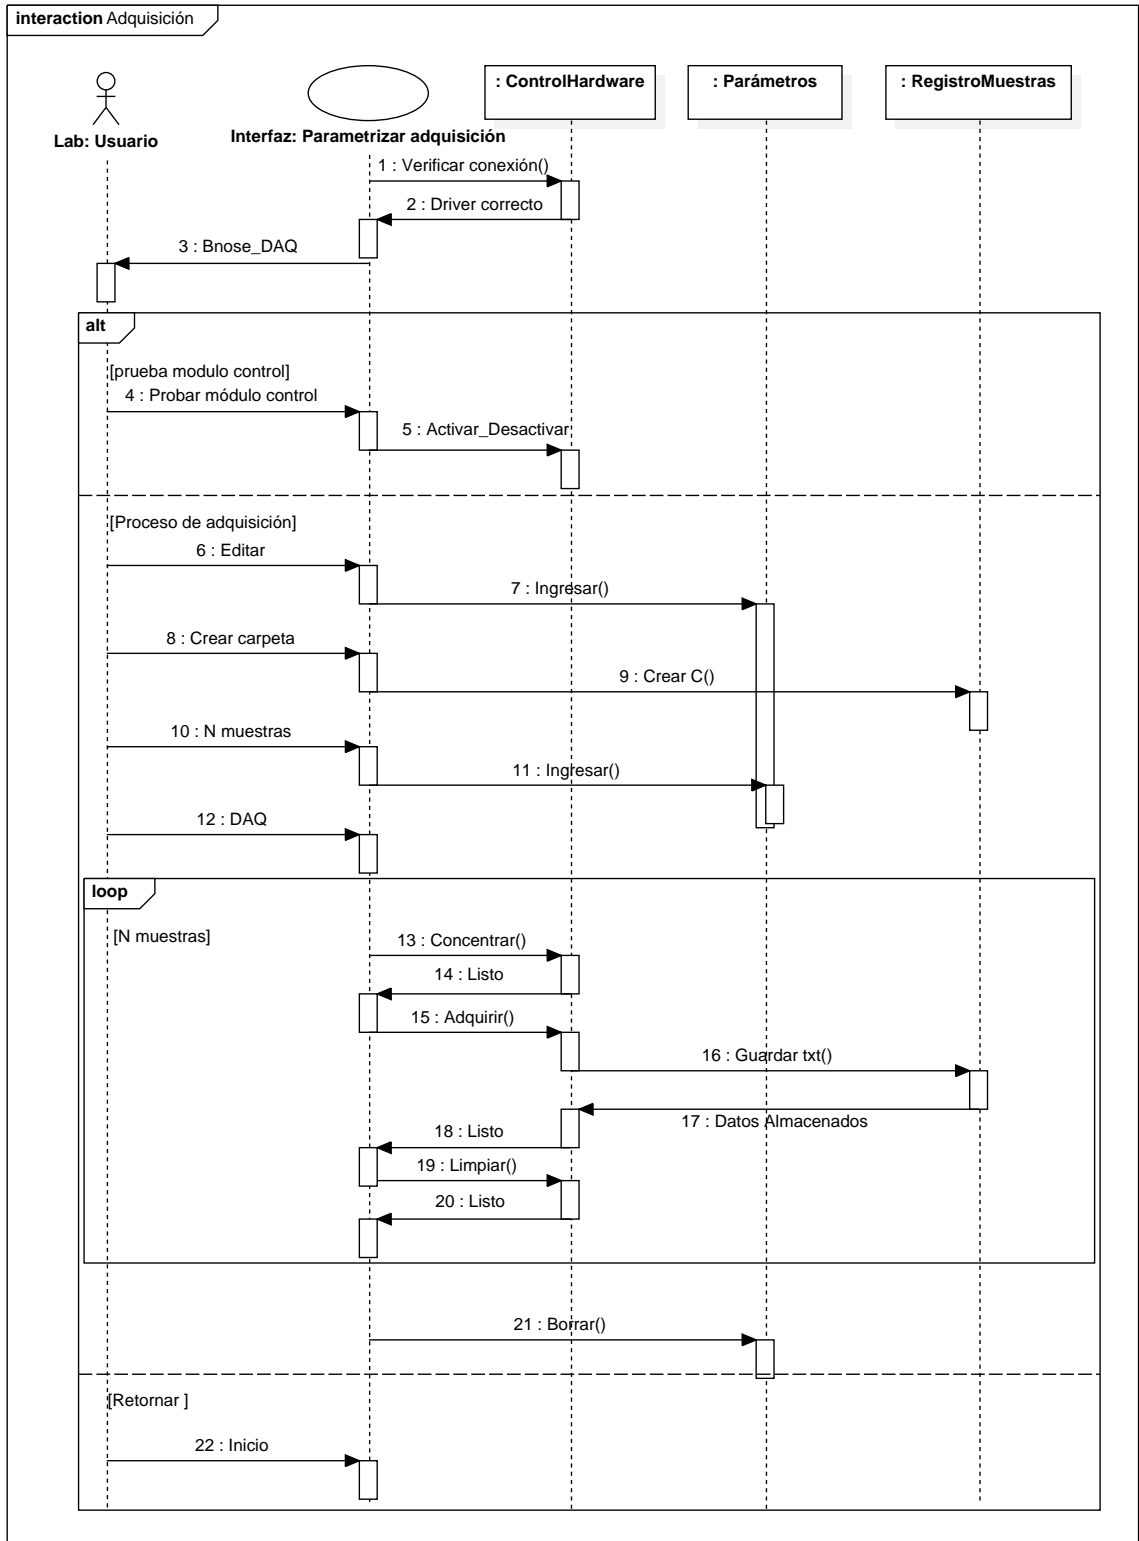 interaction Adquisición
: ControlHardware
: Parámetros
: RegistroMuestras
Lab: Usuario
Interfaz: Parametrizar adquisición
1 : Verificar conexión()
2 : Driver correcto
3 : Bnose_DAQ
alt
[prueba modulo control]
4 : Probar módulo control
5 : Activar_Desactivar
[Proceso de adquisición]
6 : Editar
7 : Ingresar()
8 : Crear carpeta
9 : Crear C()
10 : N muestras
11 : Ingresar()
12 : DAQ
loop
[N muestras]
13 : Concentrar()
14 : Listo
15 : Adquirir()
16 : Guardar txt()
17 : Datos Almacenados
18 : Listo
19 : Limpiar()
20 : Listo
21 : Borrar()
[Retornar ]
22 : Inicio